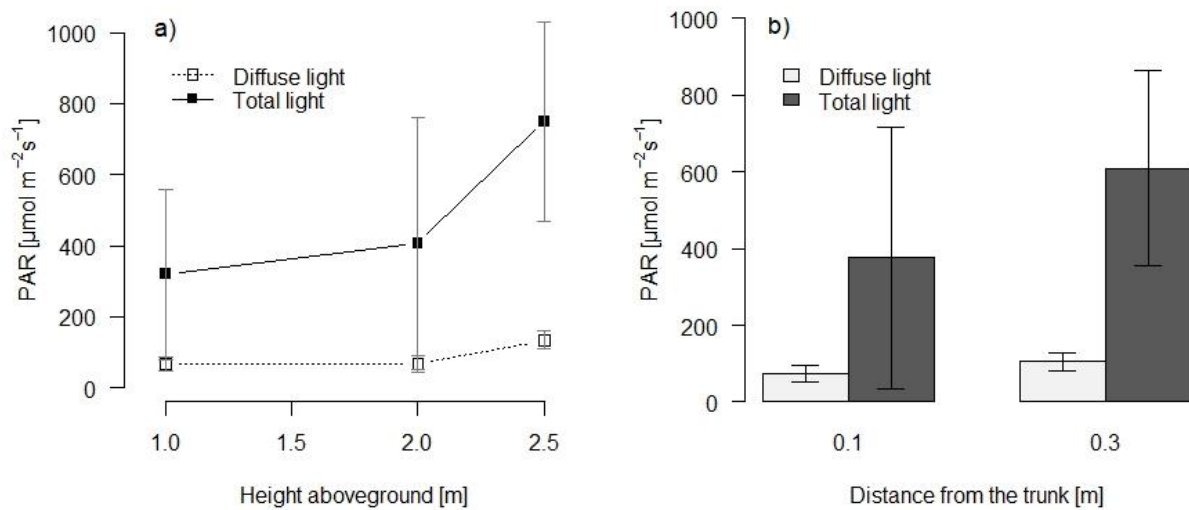 a)
Diffuse light
Total light
PAR [µmol m⁻²s⁻¹]
1000
800
600
400
200
0
1.0 1.5 2.0 2.5
Height aboveground [m]
b)
Diffuse light
Total light
PAR [µmol m⁻²s⁻¹]
1000
800
600
400
200
0
0.1 0.3
Distance from the trunk [m]